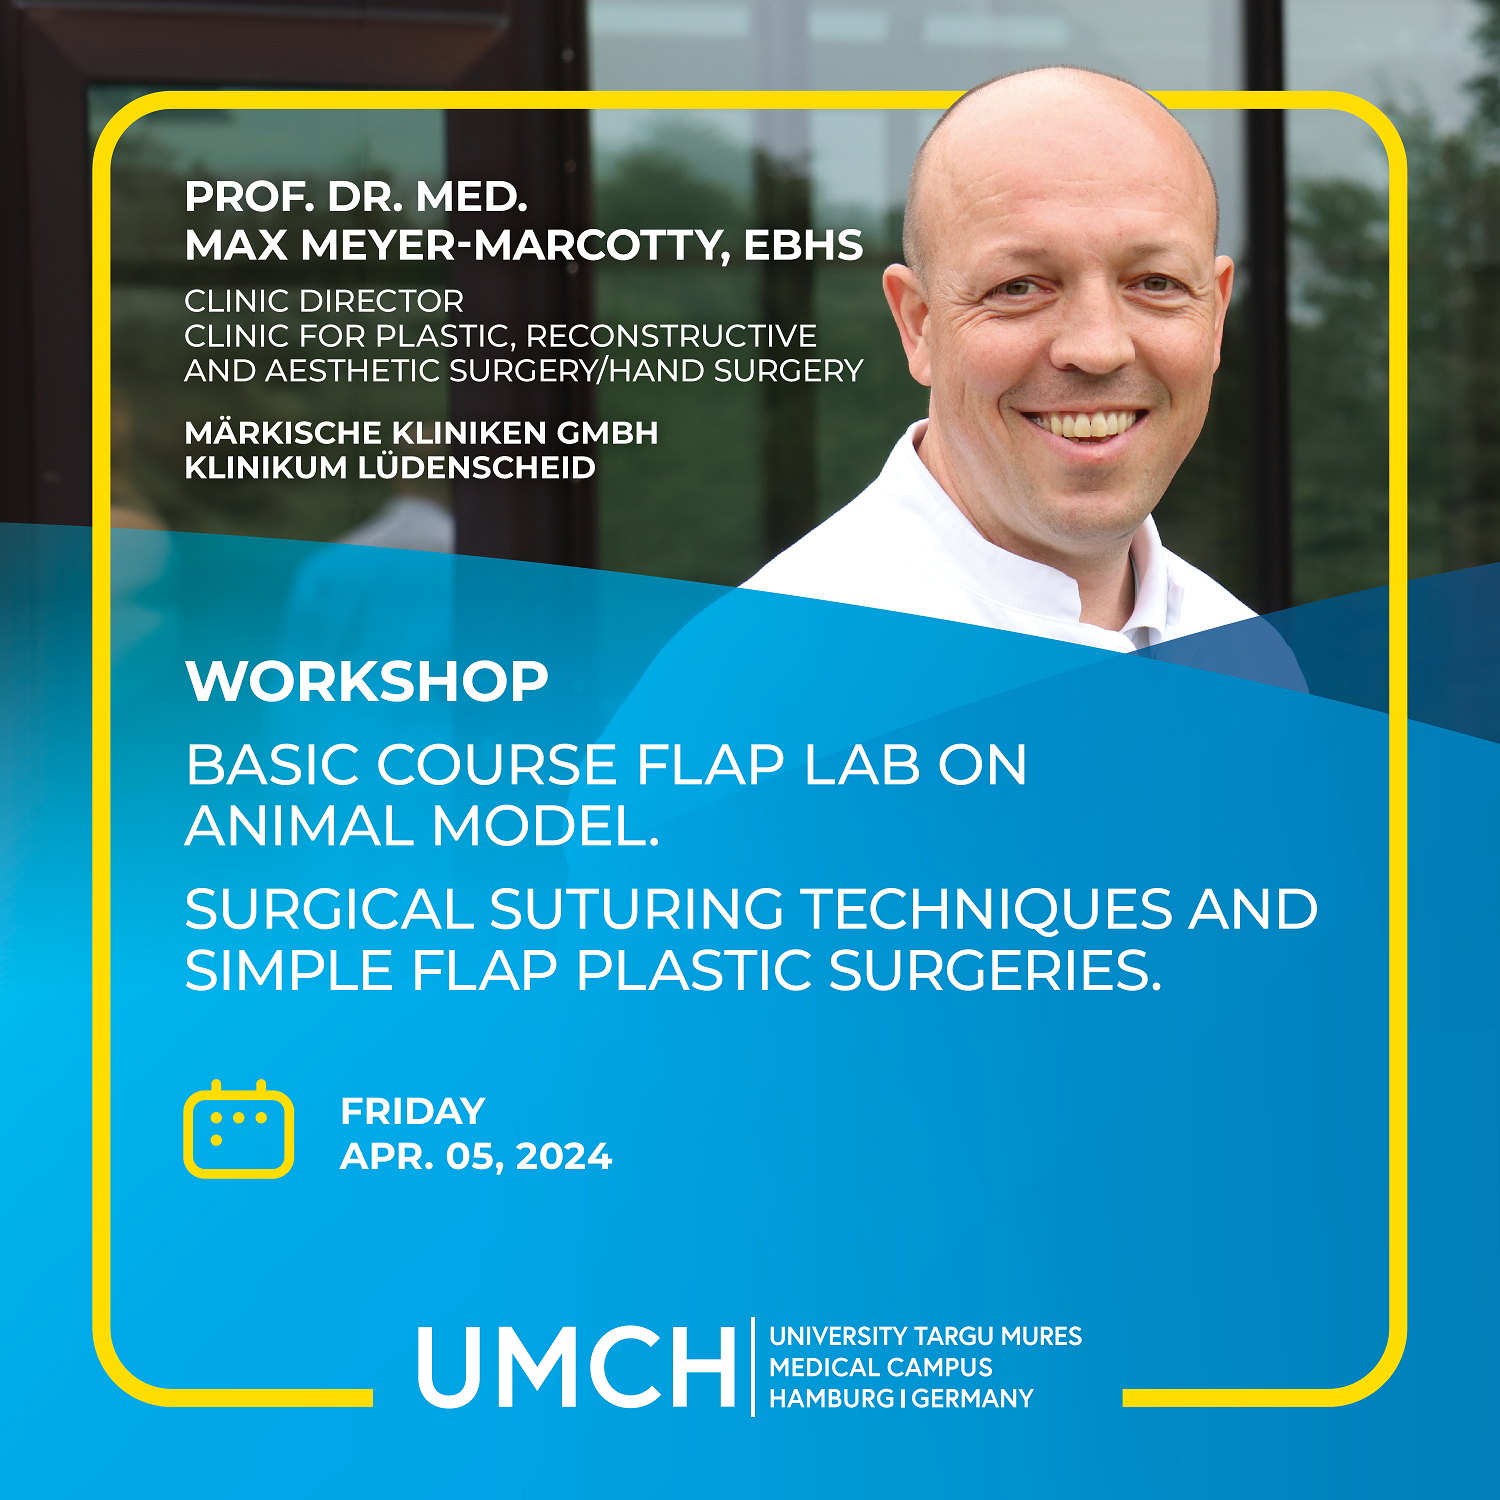 PROF. DR. MED.
MAX MEYER-MARCOTTY, EBHS
CLINIC DIRECTOR
CLINIC FOR PLASTIC, RECONSTRUCTIVE
AND AESTHETIC SURGERY/HAND SURGERY
MÄRKISCHE KLINIKEN GMBH
KLINIKUM LÜDENSCHEID
WORKSHOP
BASIC COURSE FLAP LAB ON
ANIMAL MODEL.
SURGICAL SUTURING TECHNIQUES AND
SIMPLE FLAP PLASTIC SURGERIES.
FRIDAY
APR. 05, 2024
UMCH
UNIVERSITY TARGU MURES
MEDICAL CAMPUS
HAMBURG | GERMANY